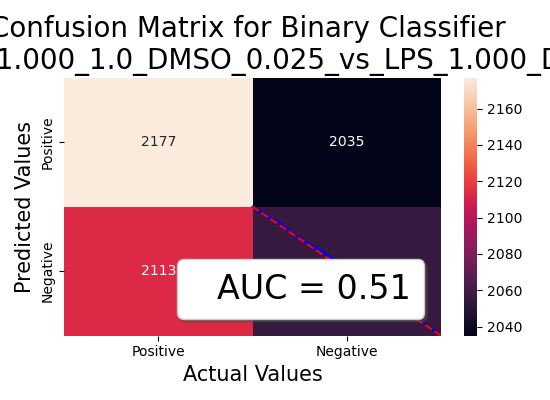 Confusion Matrix for Binary Classifier
1.000_1.0_DMSO_0.025_vs_LPS_1.000_D
Predicted Values
Positive
Negative
2177
2035
2113
AUC = 0.51
Positive
Negative
Actual Values
2160
2140
2120
2100
2080
2060
2040